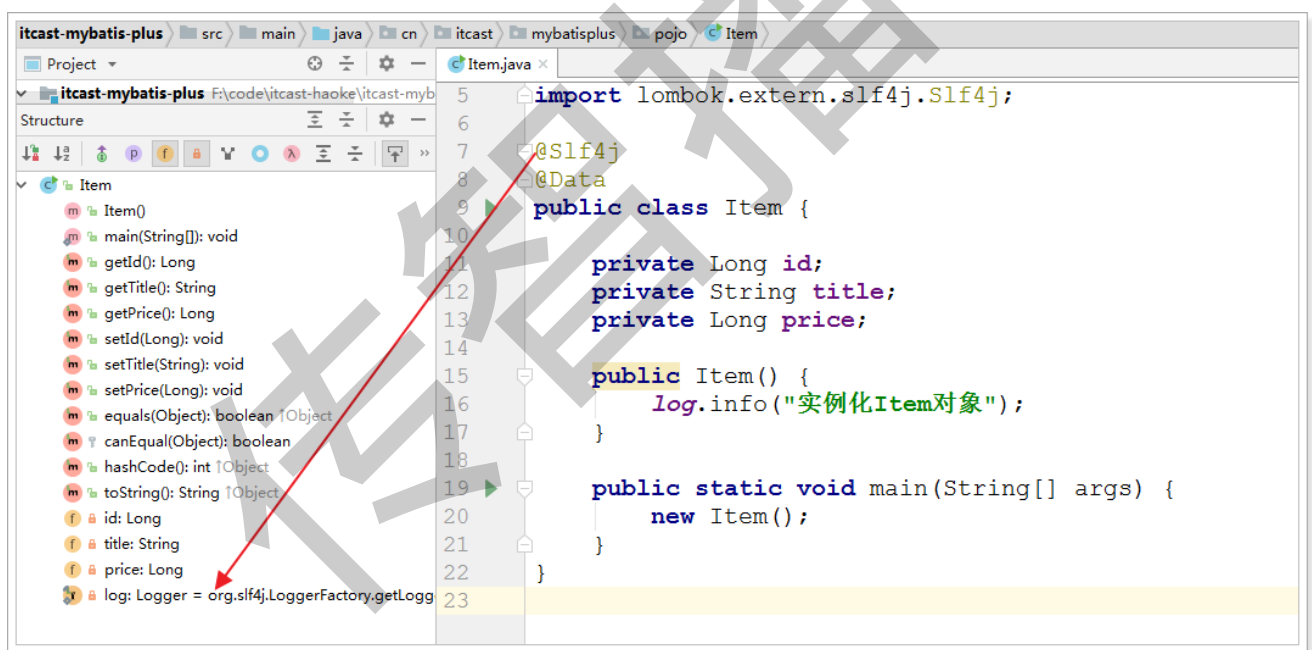 itcast-mybatis-plus src main java cn itcast mybatisplus pojo Item
Project
Item.java
itcast-mybatis-plus F:\code\itcast-haoke\itcast-myb
Structure
Item
Item()
main(String[]): void
getId(): Long
getTitle(): String
getPrice(): Long
setId(Long): void
setTitle(String): void
setPrice(Long): void
equals(Object): boolean ↑Object
canEqual(Object): boolean
hashCode(): int ↑Object
toString(): String ↑Object
id: Long
title: String
price: Long
log: Logger = org.slf4j.LoggerFactory.getLogg
5 import lombok.extern.slf4j.Slf4j;
6
7 @Slf4j
8 @Data
9 public class Item {
10
11 private Long id;
12 private String title;
13 private Long price;
14
15 public Item() {
16 log.info("实例化Item对象");
17 }
18
19 public static void main(String[] args) {
20 new Item();
21 }
22 }
23
传智播